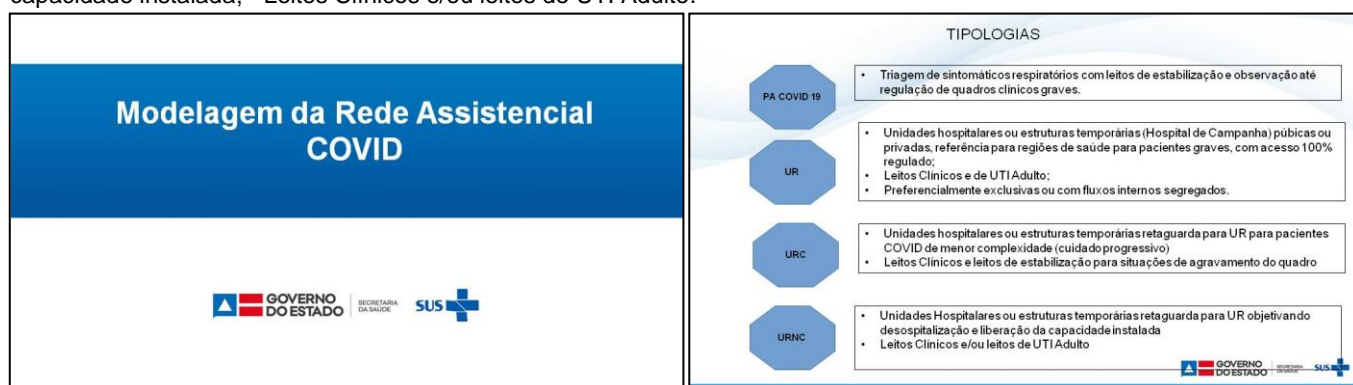 capacidade instalada; - Leitos Clínicos e/ou leitos de UTI Adulto.
Modelagem da Rede Assistencial
COVID
GOVERNO
DO ESTADO
SECRETARIA
DA SAÚDE
SUS
TIPOLOGIAS
PA COVID 19
• Triagem de sintomáticos respiratórios com leitos de estabilização e observação até
regulação de quadros clínicos graves.
UR
• Unidades hospitalares ou estruturas temporárias (Hospital de Campanha) púbicas ou
privadas, referência para regiões de saúde para pacientes graves, com acesso 100%
regulado;
• Leitos Clínicos e de UTI Adulto;
• Preferencialmente exclusivas ou com fluxos internos segregados.
URC
• Unidades hospitalares ou estruturas temporárias retaguarda para UR para pacientes
COVID de menor complexidade (cuidado progressivo)
• Leitos Clínicos e leitos de estabilização para situações de agravamento do quadro
URNC
• Unidades Hospitalares ou estruturas temporárias retaguarda para UR objetivando
desospitalização e liberação da capacidade instalada
• Leitos Clínicos e/ou leitos de UTI Adulto
GOVERNO
DO ESTADO
SECRETARIA
DA SAÚDE
SUS